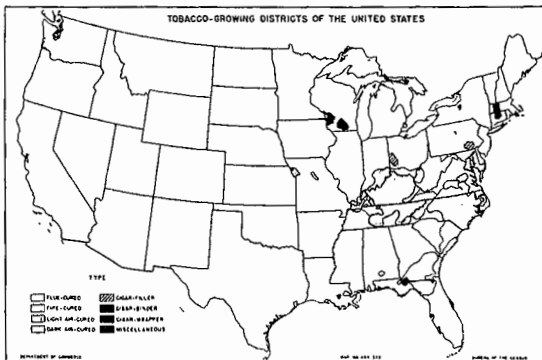 TOBACCO-GROWING DISTRICTS OF THE UNITED STATES
TYPE
FLUE-CURED
FIRE-CURED
LIGHT AIR-CURED
DARK AIR-CURED
CIGAR-FILLER
CIGAR-BINDER
CIGAR-WRAPPER
MISCELLANEOUS
DEPARTMENT OF COMMERCE
BUREAU OF THE CENSUS